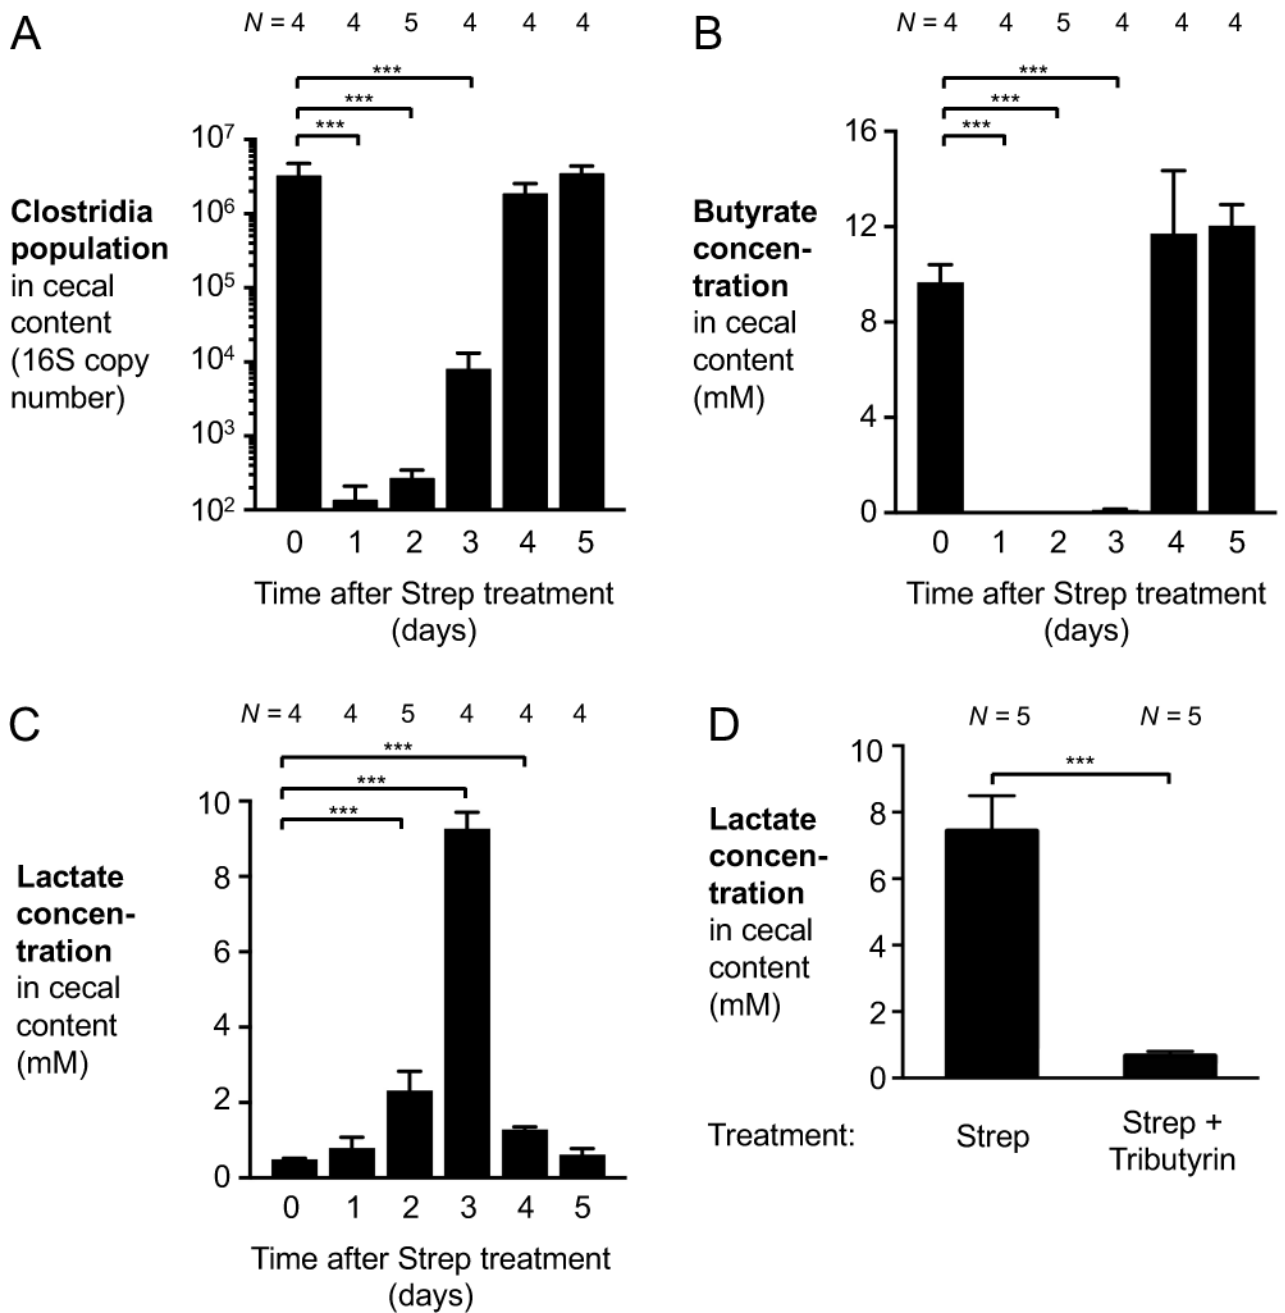 A
N = 4 4 5 4 4 4
***
***
***
10⁷
10⁶
10⁵
10⁴
10³
10²
Clostridia
population
in cecal
content
(16S copy
number)
0 1 2 3 4 5
Time after Strep treatment
(days)
B
N = 4 4 5 4 4 4
***
***
***
16
12
8
4
0
Butyrate
concen-
tration
in cecal
content
(mM)
0 1 2 3 4 5
Time after Strep treatment
(days)
C
N = 4 4 5 4 4 4
***
***
***
10
8
6
4
2
0
Lactate
concen-
tration
in cecal
content
(mM)
0 1 2 3 4 5
Time after Strep treatment
(days)
D
N = 5 N = 5
***
10
8
6
4
2
0
Lactate
concen-
tration
in cecal
content
(mM)
Treatment: Strep
Strep +
Tributyrin